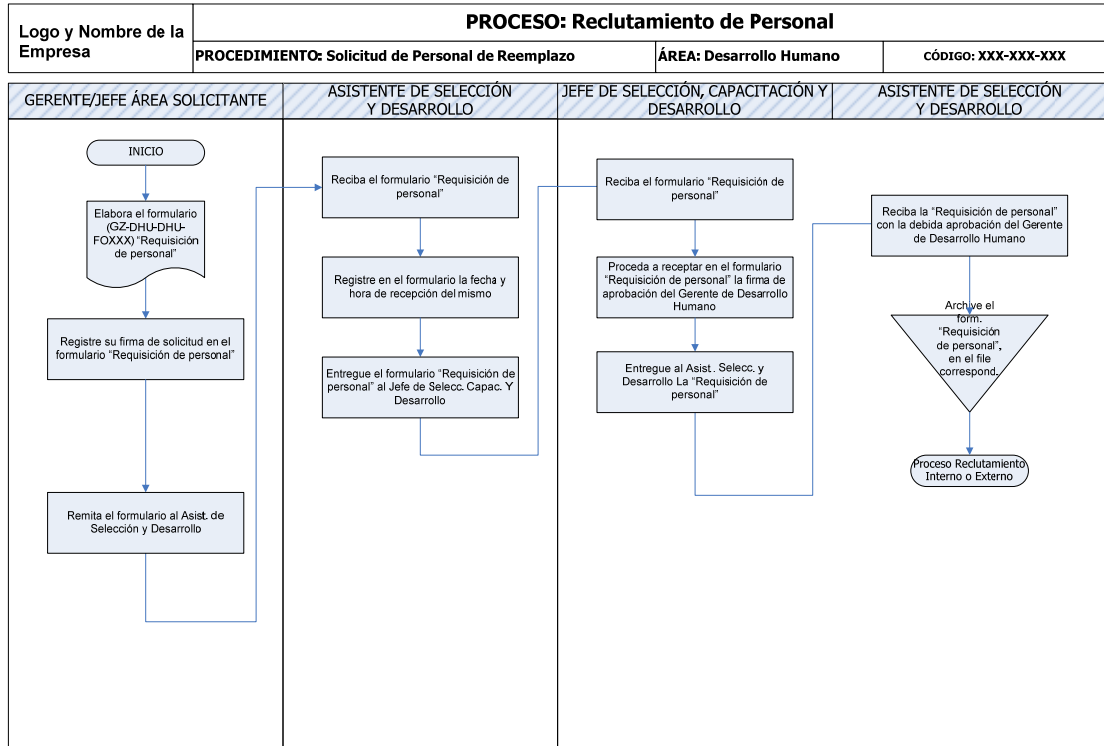 Logo y Nombre de la
Empresa
PROCESO: Reclutamiento de Personal
PROCEDIMIENTO: Solicitud de Personal de Reemplazo
ÁREA: Desarrollo Humano
CÓDIGO: XXX-XXX-XXX
GERENTE/JEFE ÁREA SOLICITANTE
ASISTENTE DE SELECCIÓN
Y DESARROLLO
JEFE DE SELECCIÓN, CAPACITACIÓN Y
DESARROLLO
ASISTENTE DE SELECCIÓN
Y DESARROLLO
INICIO
Elabora el formulario
(GZ-DHU-DHU-
FOXXX) “Requisición
de personal”
Registre su firma de solicitud en el
formulario “Requisición de personal”
Remita el formulario al Asist. de
Selección y Desarrollo
Reciba el formulario “Requisición de
personal”
Registre en el formulario la fecha y
hora de recepción del mismo
Entregue el formulario “Requisición de
personal” al Jefe de Selecc. Capac. Y
Desarrollo
Reciba el formulario “Requisición de
personal”
Proceda a receptar en el formulario
“Requisición de personal” la firma de
aprobación del Gerente de Desarrollo
Humano
Entregue al Asist. Selecc. y
Desarrollo La “Requisición de
personal”
Reciba la “Requisición de personal”
con la debida aprobación del Gerente
de Desarrollo Humano
Archive el
form.
“Requisición
de personal”,
en el file
correspond.
Proceso Reclutamiento
Interno o Externo